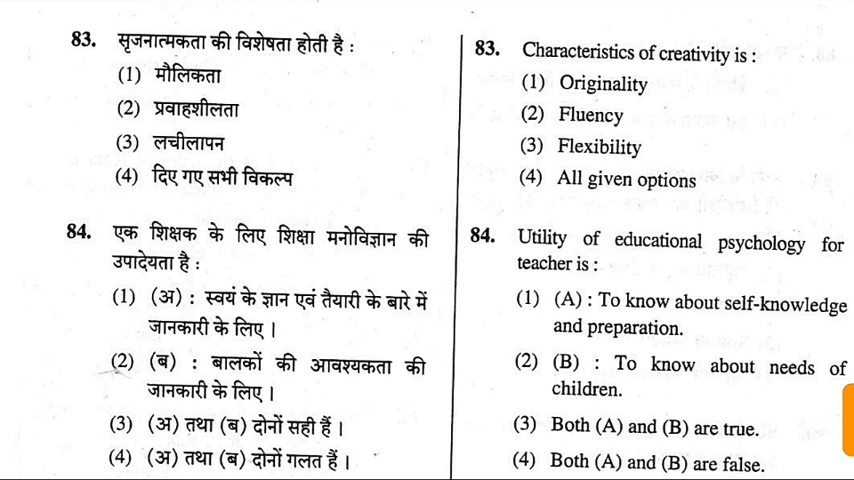 83. सृजनात्मकता की विशेषता होती है :
(1) मौलिकता
(2) प्रवाहशीलता
(3) लचीलापन
(4) दिए गए सभी विकल्प
84. एक शिक्षक के लिए शिक्षा मनोविज्ञान की
उपादेयता है :
(1) (अ) : स्वयं के ज्ञान एवं तैयारी के बारे में
जानकारी के लिए ।
(2) (ब) : बालकों की आवश्यकता की
जानकारी के लिए ।
(3) (अ) तथा (ब) दोनों सही हैं ।
(4) (अ) तथा (ब) दोनों गलत हैं ।
83. Characteristics of creativity is :
(1) Originality
(2) Fluency
(3) Flexibility
(4) All given options
84. Utility of educational psychology for
teacher is :
(1) (A) : To know about self-knowledge
and preparation.
(2) (B) : To know about needs of
children.
(3) Both (A) and (B) are true.
(4) Both (A) and (B) are false.